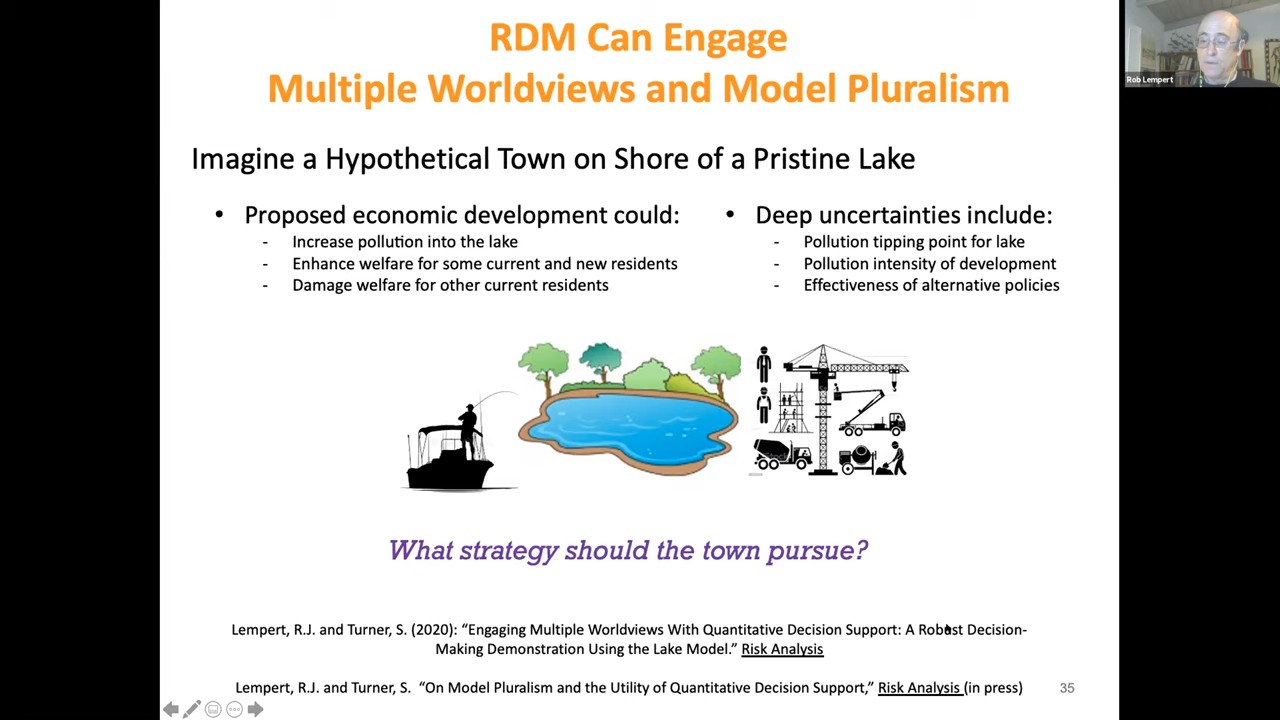 RDM Can Engage
Multiple Worldviews and Model Pluralism
Rob Lempert
Imagine a Hypothetical Town on Shore of a Pristine Lake
• Proposed economic development could:
- Increase pollution into the lake
- Enhance welfare for some current and new residents
- Damage welfare for other current residents
• Deep uncertainties include:
- Pollution tipping point for lake
- Pollution intensity of development
- Effectiveness of alternative policies
What strategy should the town pursue?
Lempert, R.J. and Turner, S. (2020): “Engaging Multiple Worldviews With Quantitative Decision Support: A Robust Decision-
Making Demonstration Using the Lake Model.” Risk Analysis
Lempert, R.J. and Turner, S. “On Model Pluralism and the Utility of Quantitative Decision Support,” Risk Analysis (in press)
35